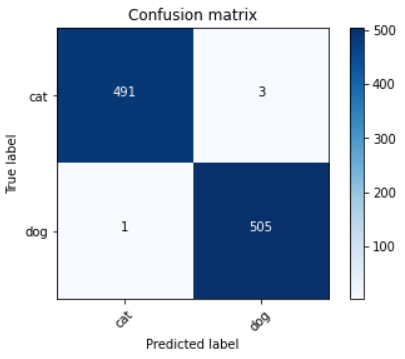 Confusion matrix
500
cat 491 3
400
300
True label
200
dog 1 505
100
cat dog
Predicted label